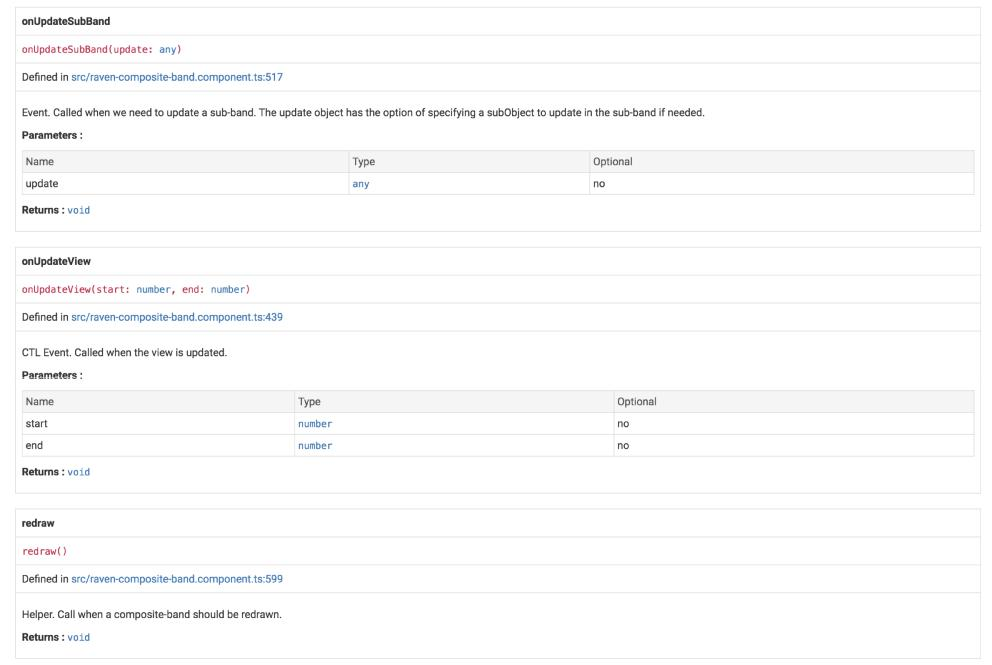 onUpdateSubBand
onUpdateSubBand(update: any)
Defined in src/raven-composite-band.component.ts:517
Event. Called when we need to update a sub-band. The update object has the option of specifying a subObject to update in the sub-band if needed.
Parameters :
Name Type Optional
update any no
Returns : void
onUpdateView
onUpdateView(start: number, end: number)
Defined in src/raven-composite-band.component.ts:439
CTL Event. Called when the view is updated.
Parameters :
Name Type Optional
start number no
end number no
Returns : void
redraw
redraw()
Defined in src/raven-composite-band.component.ts:599
Helper. Call when a composite-band should be redrawn.
Returns : void